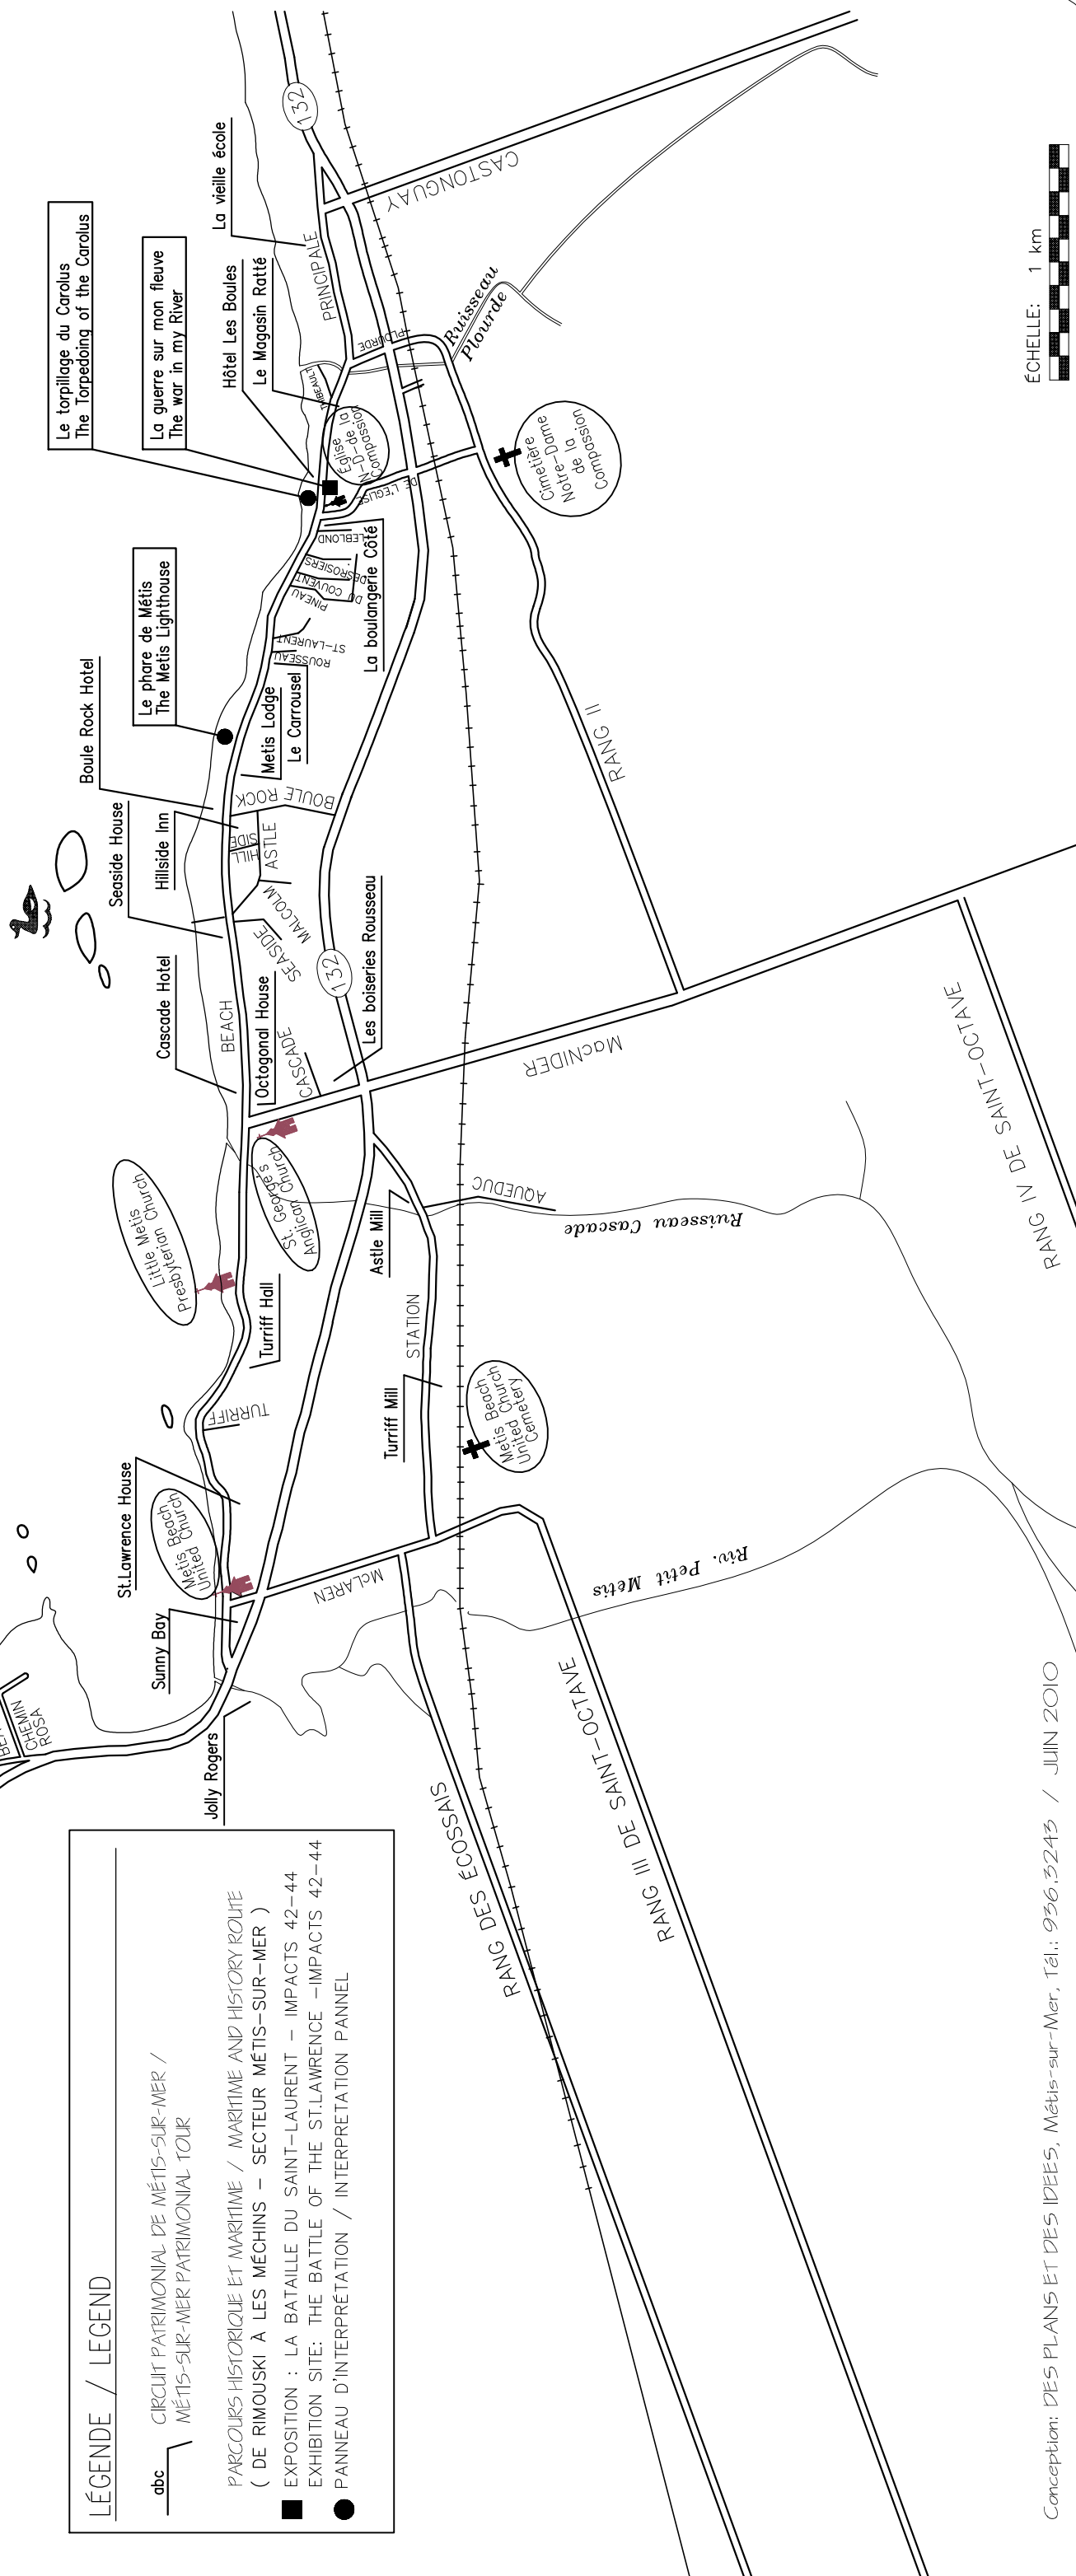 LÉGENDE / LEGEND
abc
CIRCUIT PATRIMONIAL DE MÉTIS-SUR-MER /
MÉTIS-SUR-MER PATRIMONIAL TOUR
PARCOURS HISTORIQUE ET MARITIME / MARITIME AND HISTORY ROUTE
( DE RIMOUSKI À LES MÉCHINS - SECTEUR MÉTIS-SUR-MER )
EXPOSITION : LA BATAILLE DU SAINT-LAURENT - IMPACTS 42-44
EXHIBITION SITE: THE BATTLE OF THE ST.LAWRENCE -IMPACTS 42-44
PANNEAU D'INTERPRÉTATION / INTERPRETATION PANNEL
CHEMIN
ROSA
Jolly Rogers
Sunny Bay
St.Lawrence House
Métis Beach
United Church
McLAREN
TURRIFF
Turriff Hall
Little Metis
Presbyterian Church
St. George's
Anglican Church
Turriff Mill
Astle Mill
STATION
Metis Beach
United Church
Cemetery
AQUEDUC
Ruisseau Cascade
Riv. Petit Métis
RANG DES ÉCOSSAIS
RANG III DE SAINT-OCTAVE
RANG IV DE SAINT-OCTAVE
MacNIDER
Cascade Hotel
BEACH
Octogonal House
CASCADE
Les boiseries Rousseau
132
Seaside House
SEASIDE
MALCOLM
Hillside Inn
HILL
SIDE
ASTLE
Boule Rock Hotel
BOULE ROCK
Le phare de Métis
The Metis Lighthouse
Metis Lodge
Le Carrousel
ROUSSEAU
ST-LAURENT
PINEAU
DU COUVENT
DESROSIERS
LEBLOND
La boulangerie Côté
RANG II
Le torpillage du Carolus
The Torpedoing of the Carolus
La guerre sur mon fleuve
The war in my River
Hôtel Les Boules
Le Magasin Ratté
La vieille école
Église
N-D-de la
Compassion
DE L'ÉGLISE
Cimetière
Notre-Dame
de la
Compassion
PLOURDE
Ruisseau
Plourde
PRINCIPALE
CASTONGUAY
132
ÉCHELLE: 1 km
Conception: DES PLANS ET DES IDEES, Métis-sur-Mer, Tél.: 936.3243 / JUIN 2010